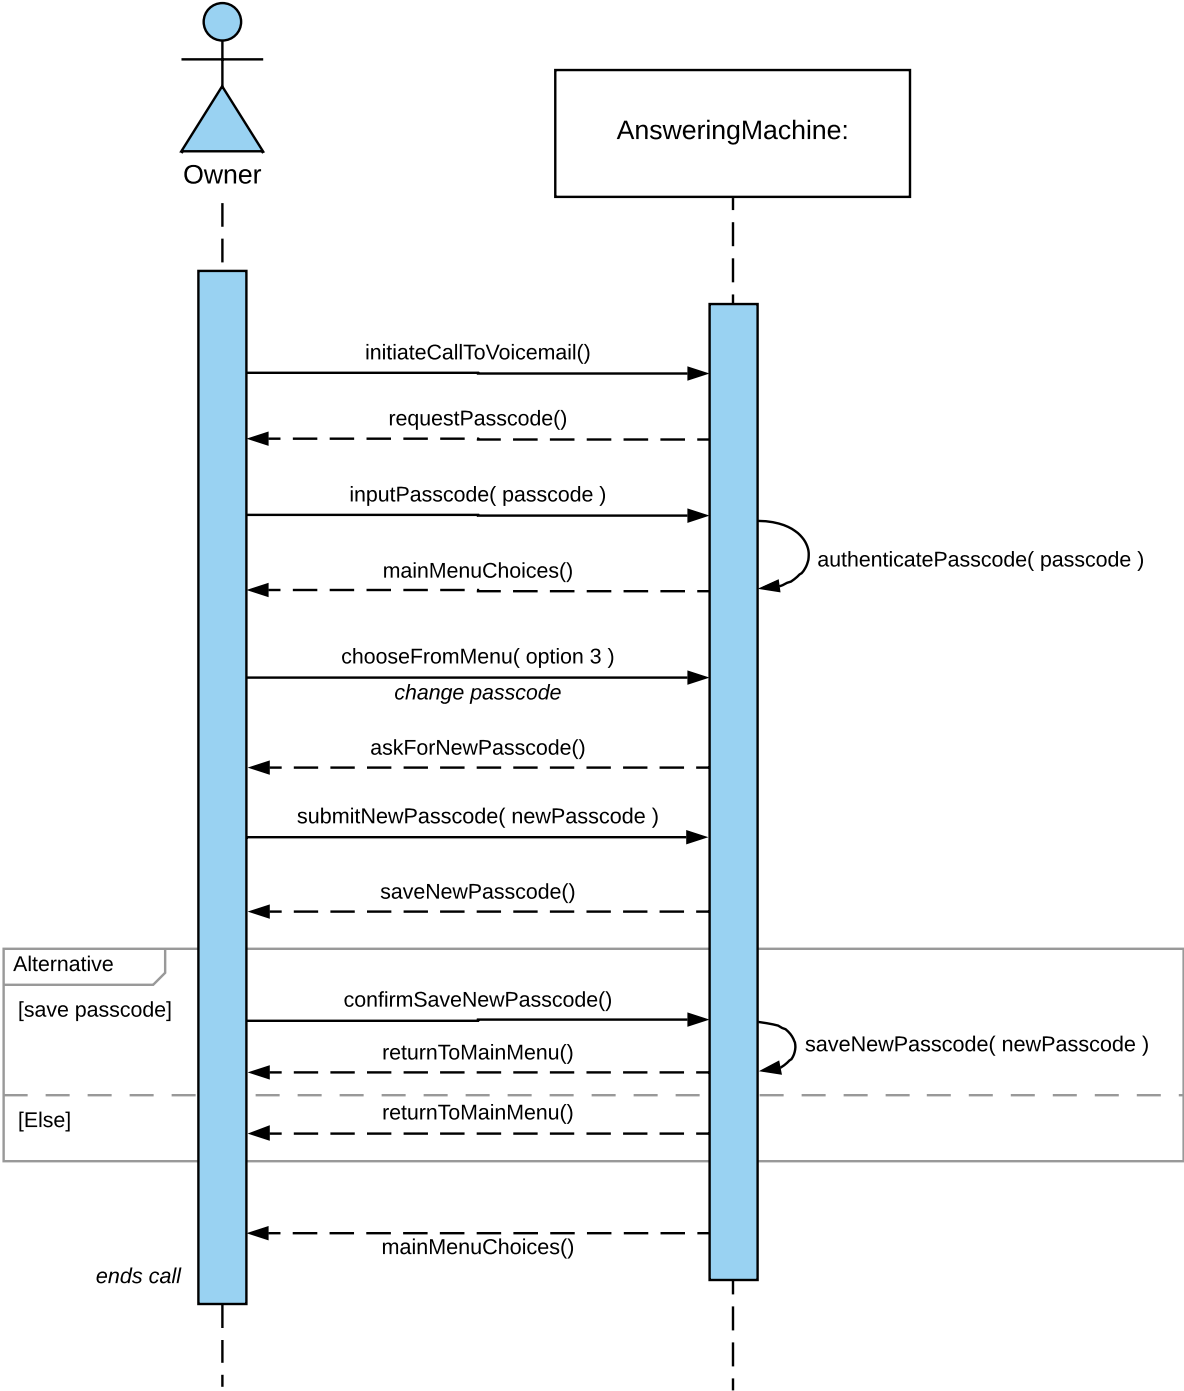 Owner
AnsweringMachine:
initiateCallToVoicemail()
requestPasscode()
inputPasscode( passcode )
authenticatePasscode( passcode )
mainMenuChoices()
chooseFromMenu( option 3 )
change passcode
askForNewPasscode()
submitNewPasscode( newPasscode )
saveNewPasscode()
Alternative
[save passcode]
confirmSaveNewPasscode()
saveNewPasscode( newPasscode )
returnToMainMenu()
[Else]
returnToMainMenu()
mainMenuChoices()
ends call